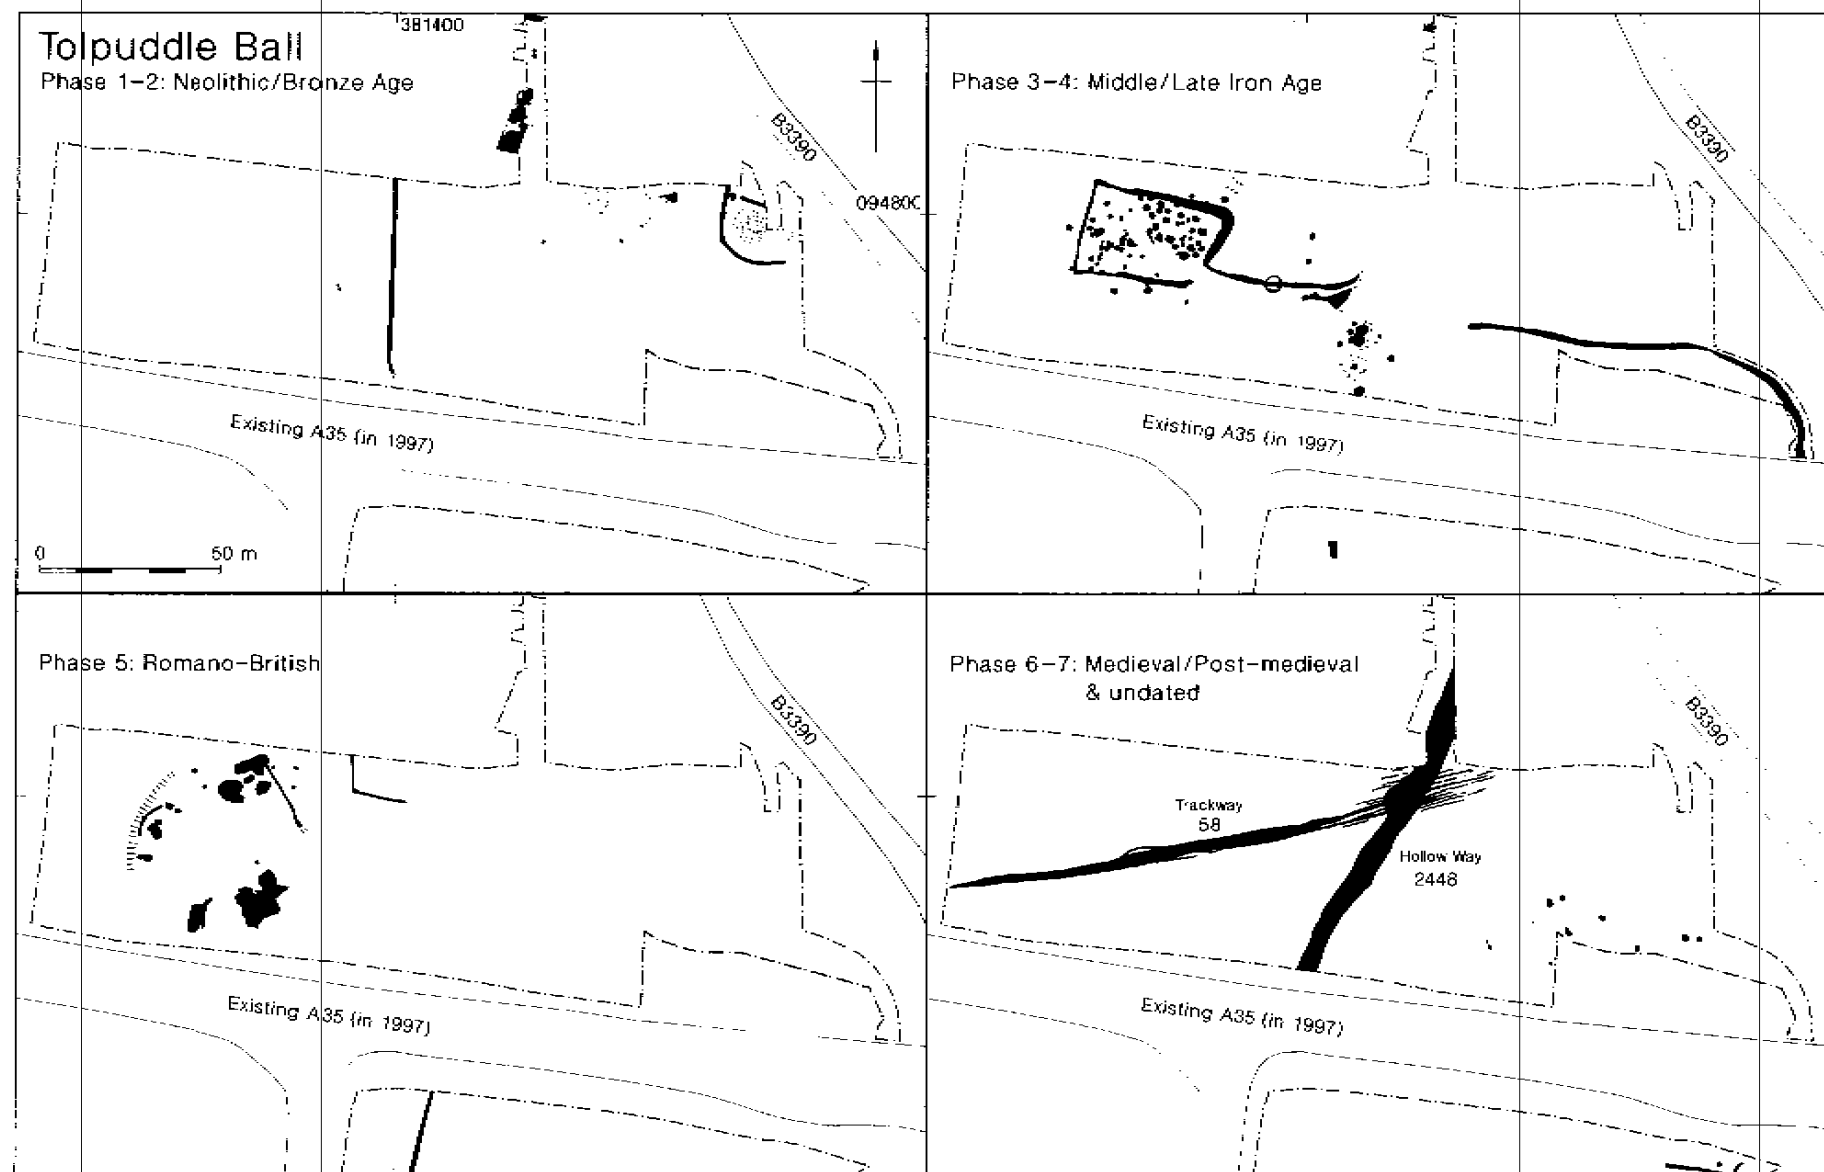 Tolpuddle Ball
Phase 1-2: Neolithic/Bronze Age
381400
B3390
09480C
Existing A35 (in 1997)
0 50 m
Phase 3-4: Middle/Late Iron Age
B3390
Existing A35 (in 1997)
Phase 5: Romano-British
B3390
Existing A35 (in 1997)
Phase 6-7: Medieval/Post-medieval
& undated
B3390
Trackway
58
Hollow Way
2448
Existing A35 (in 1997)